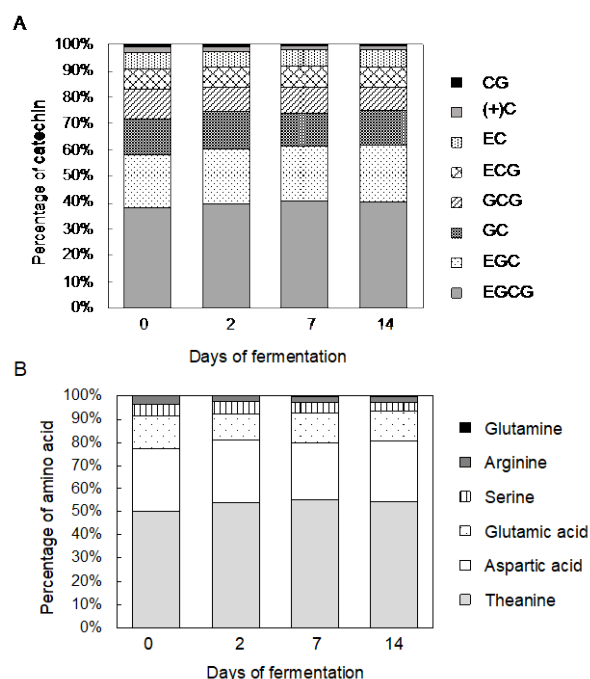 A
Percentage of catechin
100%
90%
80%
70%
60%
50%
40%
30%
20%
10%
0%
0 2 7 14
Days of fermentation
CG
(+)C
EC
ECG
GCG
GC
EGC
EGCG
B
Percentage of amino acid
100%
90%
80%
70%
60%
50%
40%
30%
20%
10%
0%
0 2 7 14
Days of fermentation
Glutamine
Arginine
Serine
Glutamic acid
Aspartic acid
Theanine